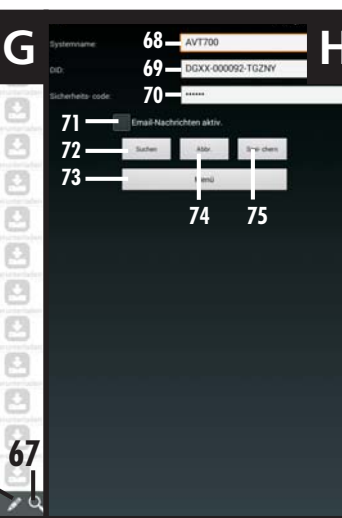 G
H
Systemname: 68 AVT700
DID: 69 DGXX-000092-TGZNY
Sicherheits- code: 70 ••••••
71 Email-Nachrichten aktiv.
72 Suchen Abbr. chern
73 Menü
74 75
67